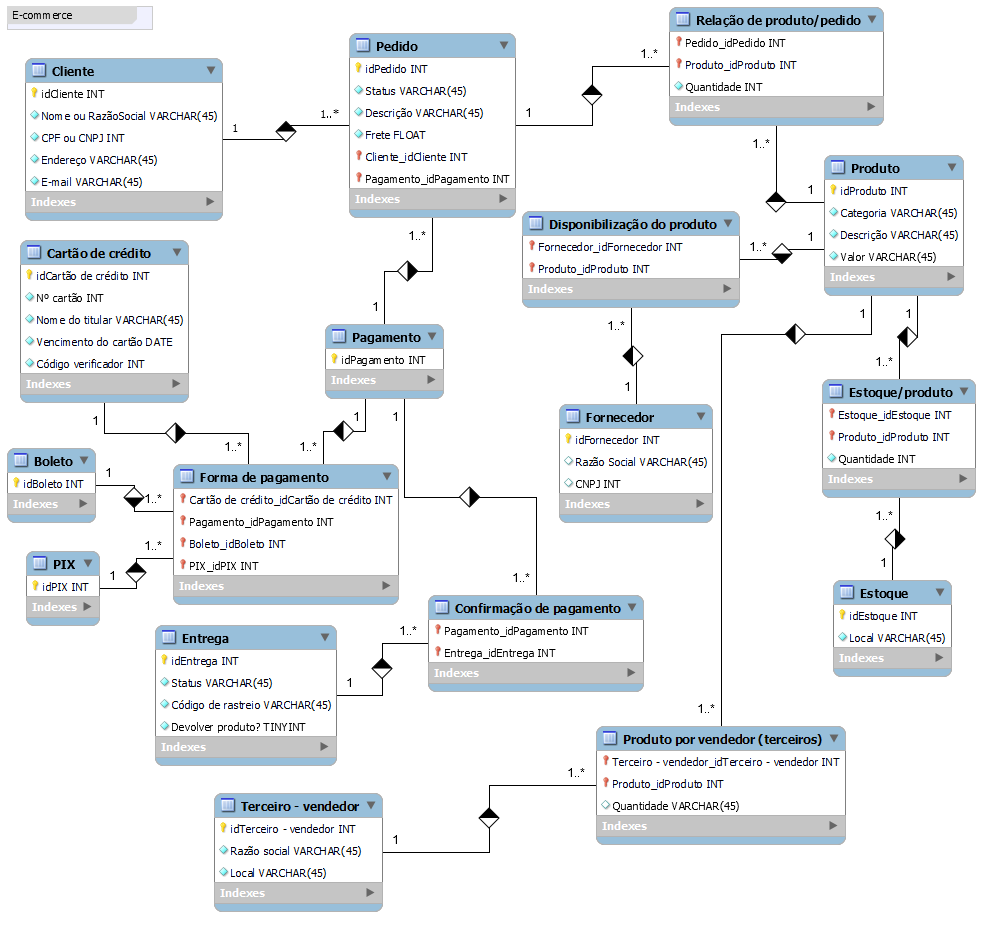 E-commerce
Cliente
idCliente INT
Nome ou RazãoSocial VARCHAR(45)
CPF ou CNPJ INT
Endereço VARCHAR(45)
E-mail VARCHAR(45)
Indexes
1
1..*
Pedido
idPedido INT
Status VARCHAR(45)
Descrição VARCHAR(45)
Frete FLOAT
Cliente_idCliente INT
Pagamento_idPagamento INT
Indexes
1
1..*
Relação de produto/pedido
Pedido_idPedido INT
Produto_idProduto INT
Quantidade INT
Indexes
1..*
1
Produto
idProduto INT
Categoria VARCHAR(45)
Descrição VARCHAR(45)
Valor VARCHAR(45)
Indexes
1
1..*
Disponibilização do produto
Fornecedor_idFornecedor INT
Produto_idProduto INT
Indexes
1..*
1
Fornecedor
idFornecedor INT
Razão Social VARCHAR(45)
CNPJ INT
Indexes
1
1
1..*
Estoque/produto
Estoque_idEstoque INT
Produto_idProduto INT
Quantidade INT
Indexes
1..*
1
Estoque
idEstoque INT
Local VARCHAR(45)
Indexes
Cartão de crédito
idCartão de crédito INT
Nº cartão INT
Nome do titular VARCHAR(45)
Vencimento do cartão DATE
Código verificador INT
Indexes
1
1..*
1..*
1
Pagamento
idPagamento INT
Indexes
1
1..*
1
Boleto
idBoleto INT
Indexes
1
1..*
Forma de pagamento
Cartão de crédito_idCartão de crédito INT
Pagamento_idPagamento INT
Boleto_idBoleto INT
PIX_idPIX INT
Indexes
PIX
idPIX INT
Indexes
1
1..*
1..*
Confirmação de pagamento
Pagamento_idPagamento INT
Entrega_idEntrega INT
Indexes
1..*
1
Entrega
idEntrega INT
Status VARCHAR(45)
Código de rastreio VARCHAR(45)
Devolver produto? TINYINT
Indexes
1..*
Produto por vendedor (terceiros)
Terceiro - vendedor_idTerceiro - vendedor INT
Produto_idProduto INT
Quantidade VARCHAR(45)
Indexes
1..*
1
Terceiro - vendedor
idTerceiro - vendedor INT
Razão social VARCHAR(45)
Local VARCHAR(45)
Indexes